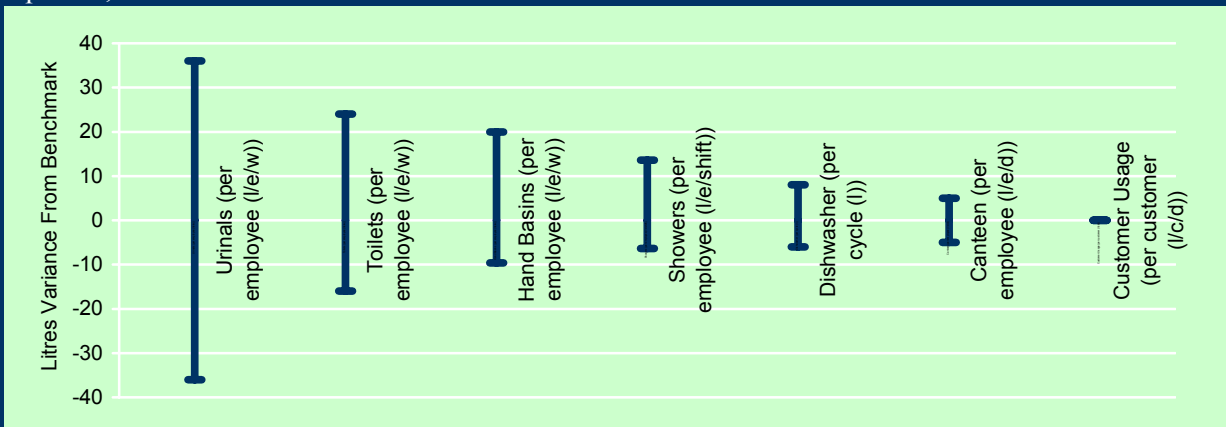 Litres Variance From Benchmark
40
30
20
10
0
-10
-20
-30
-40
Urinals (per
employee (l/e/w))
Toilets (per
employee (l/e/w))
Hand Basins (per
employee (l/e/w))
Showers (per
employee (l/e/shift))
Dishwasher (per
cycle (l))
Canteen (per
employee (l/e/d))
Customer Usage
(per customer
(l/c/d))